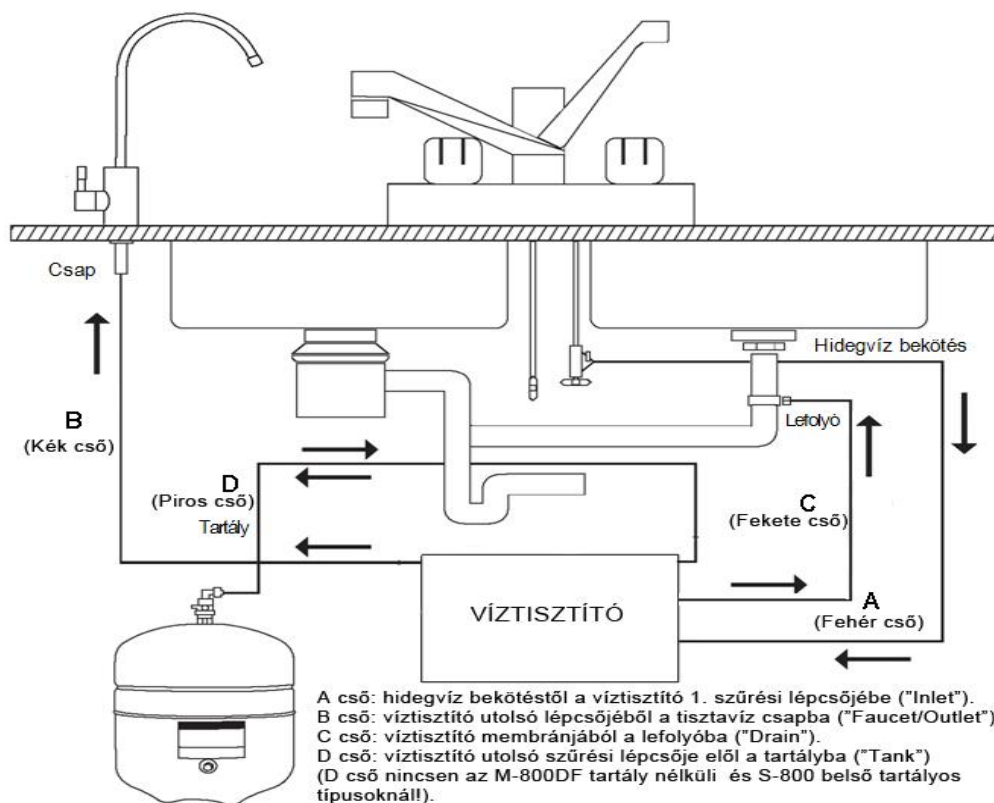 Csap
Hidegvíz bekötés
B
(Kék cső)
Lefolyó
D
(Piros cső)
Tartály
C
(Fekete cső)
A
(Fehér cső)
VÍZTISZTÍTÓ
A cső: hidegvíz bekötéstől a víztisztító 1. szűrési lépcsőjébe ("Inlet").
B cső: víztisztító utolsó lépcsőjéből a tisztavíz csapba ("Faucet/Outlet")
C cső: víztisztító membránjából a lefolyóba ("Drain").
D cső: víztisztító utolsó szűrési lépcsője elől a tartályba ("Tank")
(D cső nincsen az M-800DF tartály nélküli és S-800 belső tartályos
típusoknál!).